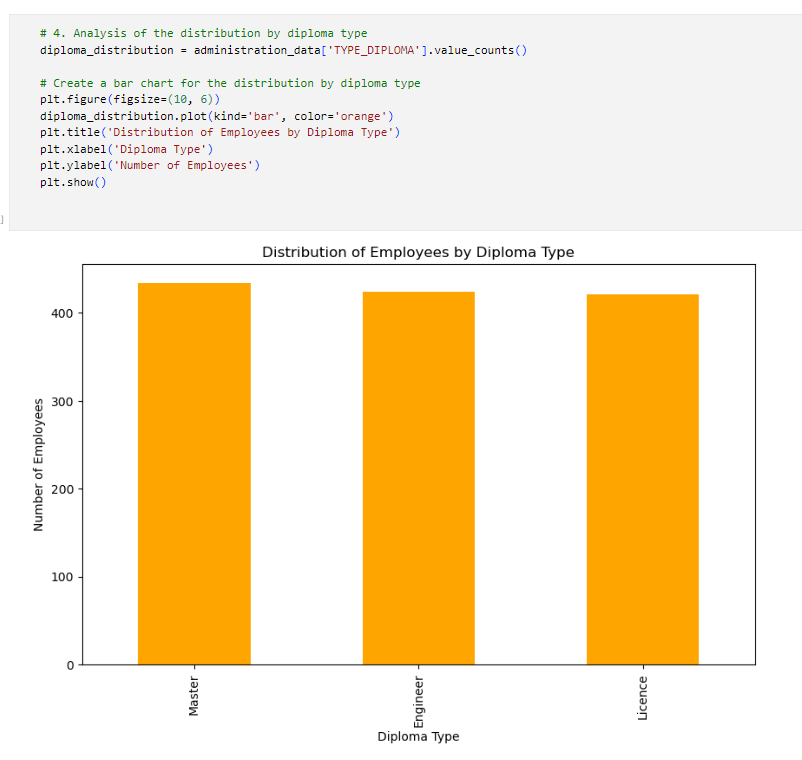 # 4. Analysis of the distribution by diploma type
diploma_distribution = administration_data['TYPE_DIPLOMA'].value_counts()
# Create a bar chart for the distribution by diploma type
plt.figure(figsize=(10, 6))
diploma_distribution.plot(kind='bar', color='orange')
plt.title('Distribution of Employees by Diploma Type')
plt.xlabel('Diploma Type')
plt.ylabel('Number of Employees')
plt.show()
]
Distribution of Employees by Diploma Type
Number of Employees
400
300
200
100
0
Master
Engineer
Licence
Diploma Type